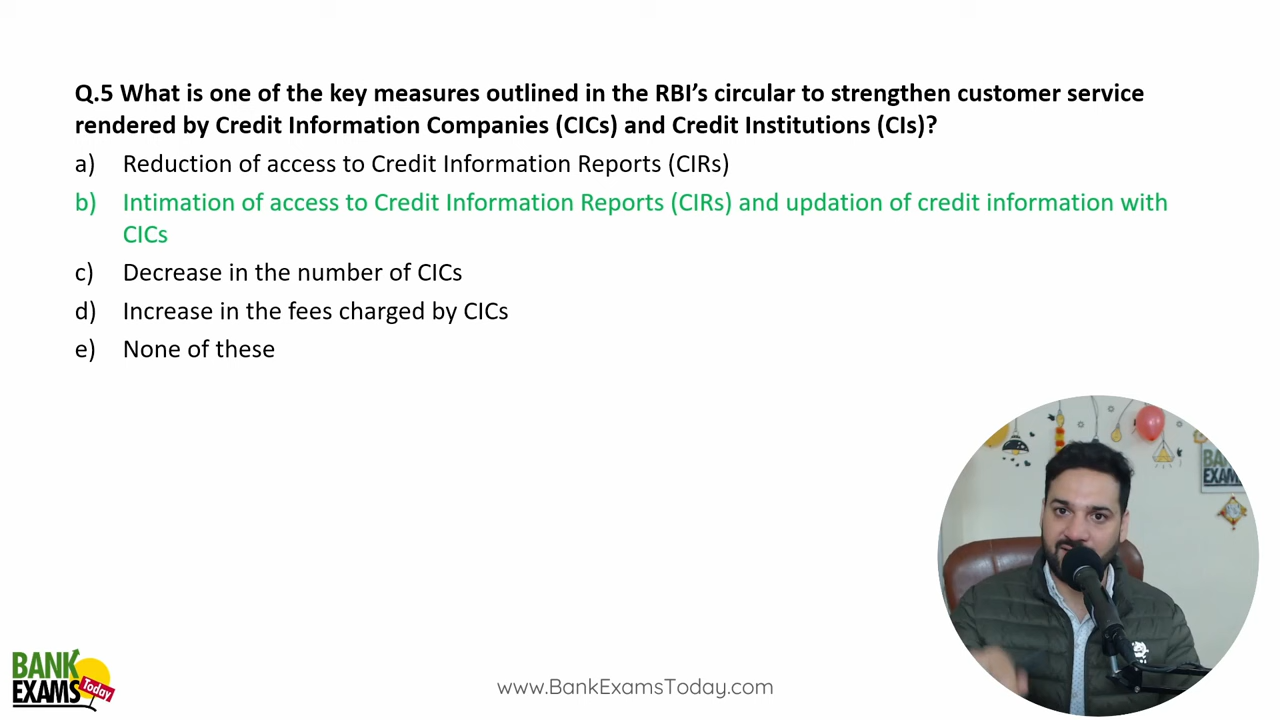 Q.5 What is one of the key measures outlined in the RBI’s circular to strengthen customer service
rendered by Credit Information Companies (CICs) and Credit Institutions (CIs)?
a) Reduction of access to Credit Information Reports (CIRs)
b) Intimation of access to Credit Information Reports (CIRs) and updation of credit information with
CICs
c) Decrease in the number of CICs
d) Increase in the fees charged by CICs
e) None of these
BANK
EXAM
BANK
EXAMS
Today
www.BankExamsToday.com